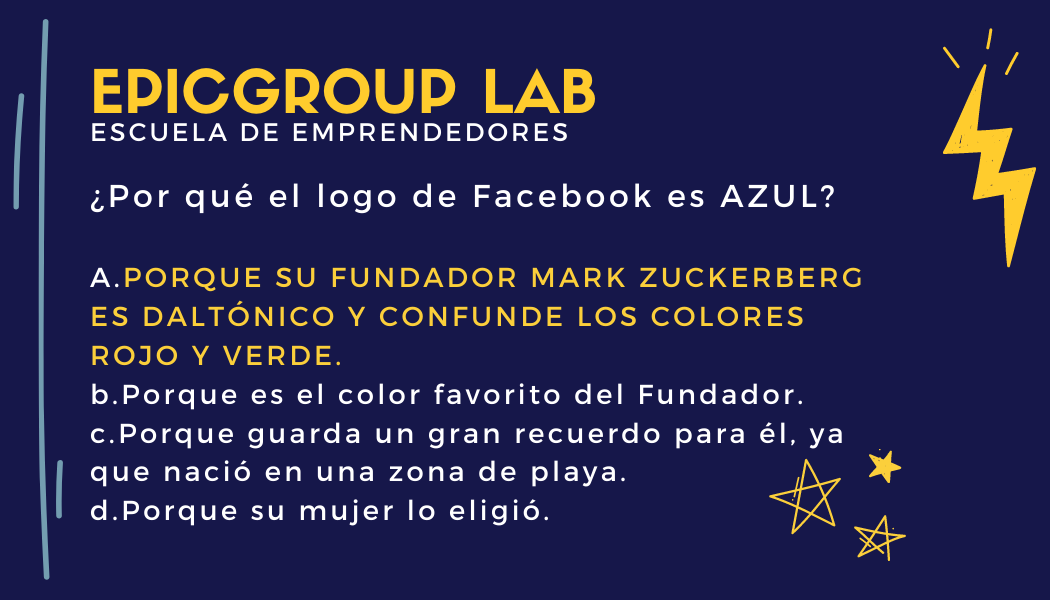 EPICGROUP LAB
ESCUELA DE EMPRENDEDORES
¿Por qué el logo de Facebook es AZUL?
A.PORQUE SU FUNDADOR MARK ZUCKERBERG
ES DALTÓNICO Y CONFUNDE LOS COLORES
ROJO Y VERDE.
b.Porque es el color favorito del Fundador.
c.Porque guarda un gran recuerdo para él, ya
que nació en una zona de playa.
d.Porque su mujer lo eligió.